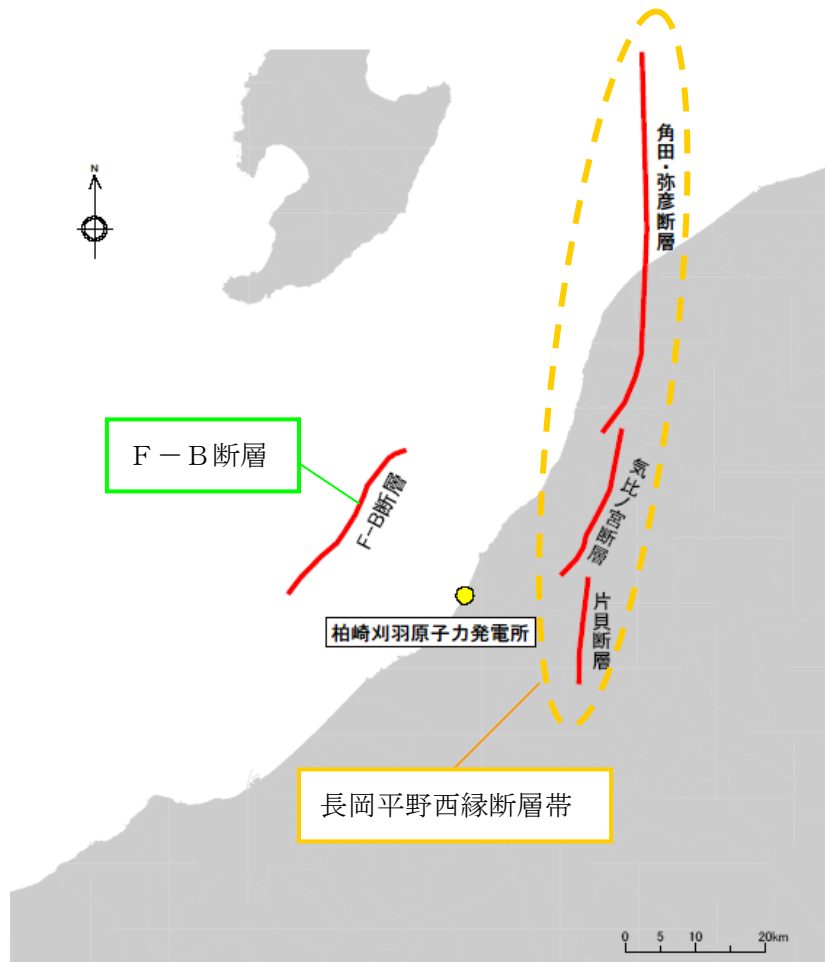 N
角田・弥彦断層
F－B断層
F-B断層
気比ノ宮断層
片貝断層
柏崎刈羽原子力発電所
長岡平野西縁断層帯
0 5 10 20km